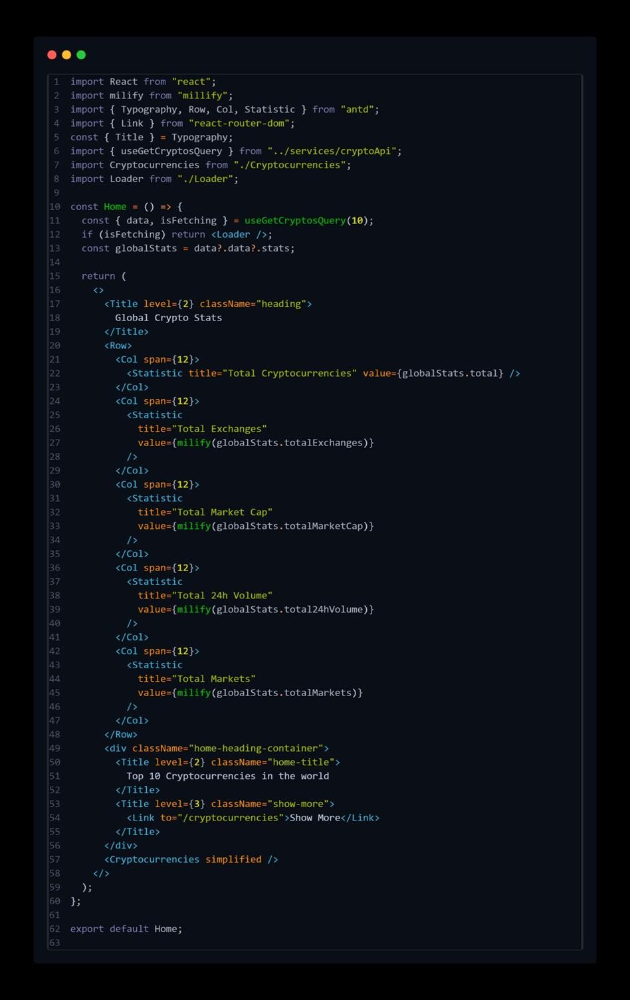 1 import React from "react";
2 import milify from "millify";
3 import { Typography, Row, Col, Statistic } from "antd";
4 import { Link } from "react-router-dom";
5 const { Title } = Typography;
6 import { useGetCryptosQuery } from "../services/cryptoApi";
7 import Cryptocurrencies from "./Cryptocurrencies";
8 import Loader from "./Loader";
9
10 const Home = () => {
11   const { data, isFetching } = useGetCryptosQuery(10);
12   if (isFetching) return <Loader />;
13   const globalStats = data?.data?.stats;
14
15   return (
16     <>
17       <Title level={2} className="heading">
18         Global Crypto Stats
19       </Title>
20       <Row>
21         <Col span={12}>
22           <Statistic title="Total Cryptocurrencies" value={globalStats.total} />
23         </Col>
24         <Col span={12}>
25           <Statistic
26             title="Total Exchanges"
27             value={milify(globalStats.totalExchanges)}
28           />
29         </Col>
30         <Col span={12}>
31           <Statistic
32             title="Total Market Cap"
33             value={milify(globalStats.totalMarketCap)}
34           />
35         </Col>
36         <Col span={12}>
37           <Statistic
38             title="Total 24h Volume"
39             value={milify(globalStats.total24hVolume)}
40           />
41         </Col>
42         <Col span={12}>
43           <Statistic
44             title="Total Markets"
45             value={milify(globalStats.totalMarkets)}
46           />
47         </Col>
48       </Row>
49       <div className="home-heading-container">
50         <Title level={2} className="home-title">
51           Top 10 Cryptocurrencies in the world
52         </Title>
53         <Title level={3} className="show-more">
54           <Link to="/cryptocurrencies">Show More</Link>
55         </Title>
56       </div>
57       <Cryptocurrencies simplified />
58     </>
59   );
60 };
61
62 export default Home;
63